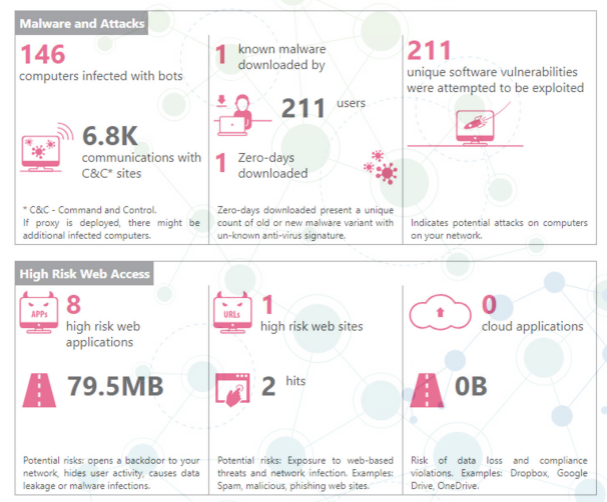 Malware and Attacks
146
computers infected with bots
6.8K
communications with
C&C* sites
* C&C - Command and Control.
If proxy is deployed, there might be
additional infected computers.
1 known malware
downloaded by
211 users
1 Zero-days
downloaded
Zero-days downloaded present a unique
count of old or new malware variant with
un-known anti-virus signature.
211
unique software vulnerabilities
were attempted to be exploited
Indicates potential attacks on computers
on your network.
High Risk Web Access
APPs
8
high risk web
applications
79.5MB
Potential risks: opens a backdoor to your
network, hides user activity, causes data
leakage or malware infections.
URLs
1
high risk web sites
2 hits
Potential risks: Exposure to web-based
threats and network infection. Examples:
Spam, malicious, phishing web sites.
0
cloud applications
0B
Risk of data loss and compliance
violations. Examples: Dropbox, Google
Drive, OneDrive.